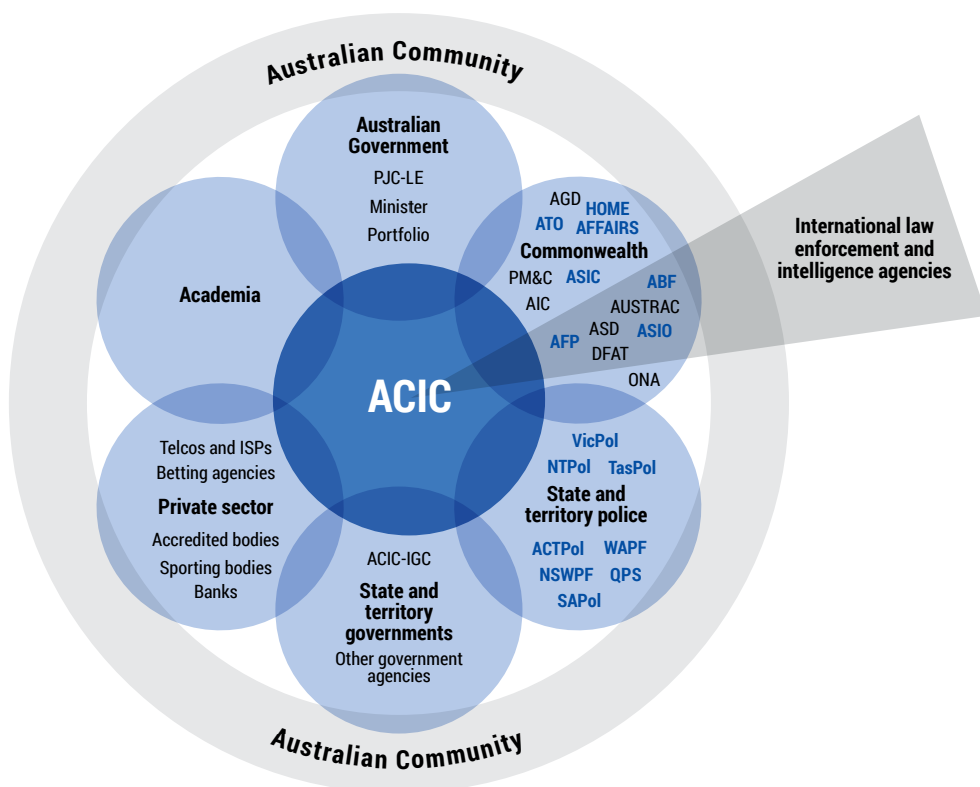 Australian Community
Australian
Government
PJC-LE
Minister
Portfolio
AGD
HOME
AFFAIRS
ATO
Commonwealth
PM&C
ASIC
ABF
AIC
AUSTRAC
AFP
ASD
ASIO
DFAT
ONA
International law
enforcement and
intelligence agencies
Academia
ACIC
VicPol
NTPol
TasPol
State and
territory police
ACTPol
WAPF
NSWPF
QPS
SAPol
Telcos and ISPs
Betting agencies
Private sector
Accredited bodies
Sporting bodies
Banks
ACIC-IGC
State and
territory
governments
Other government
agencies
Australian Community